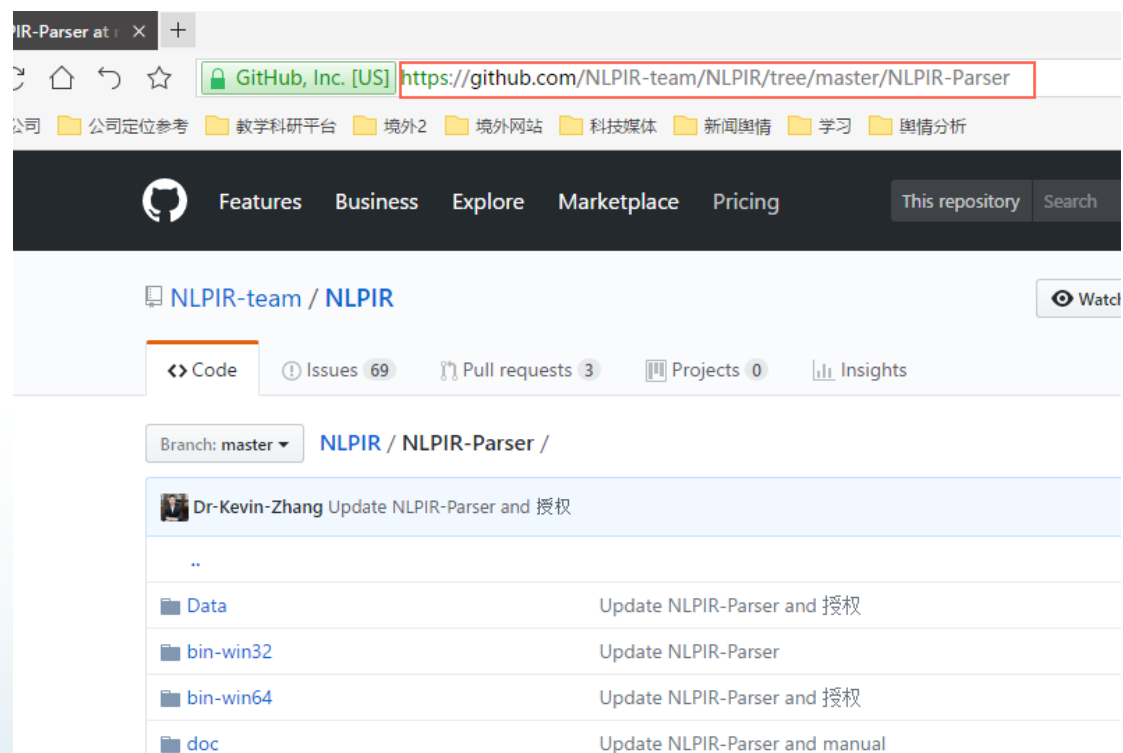 PIR-Parser at
GitHub, Inc. [US] https://github.com/NLPIR-team/NLPIR/tree/master/NLPIR-Parser
公司 公司定位参考 教学科研平台 境外2 境外网站 科技媒体 新闻舆情 学习 舆情分析
Features Business Explore Marketplace Pricing This repository Search
NLPIR-team / NLPIR
Watch
Code Issues 69 Pull requests 3 Projects 0 Insights
Branch: master NLPIR / NLPIR-Parser /
Dr-Kevin-Zhang Update NLPIR-Parser and 授权
..
Data Update NLPIR-Parser and 授权
bin-win32 Update NLPIR-Parser
bin-win64 Update NLPIR-Parser and 授权
doc Update NLPIR-Parser and manual